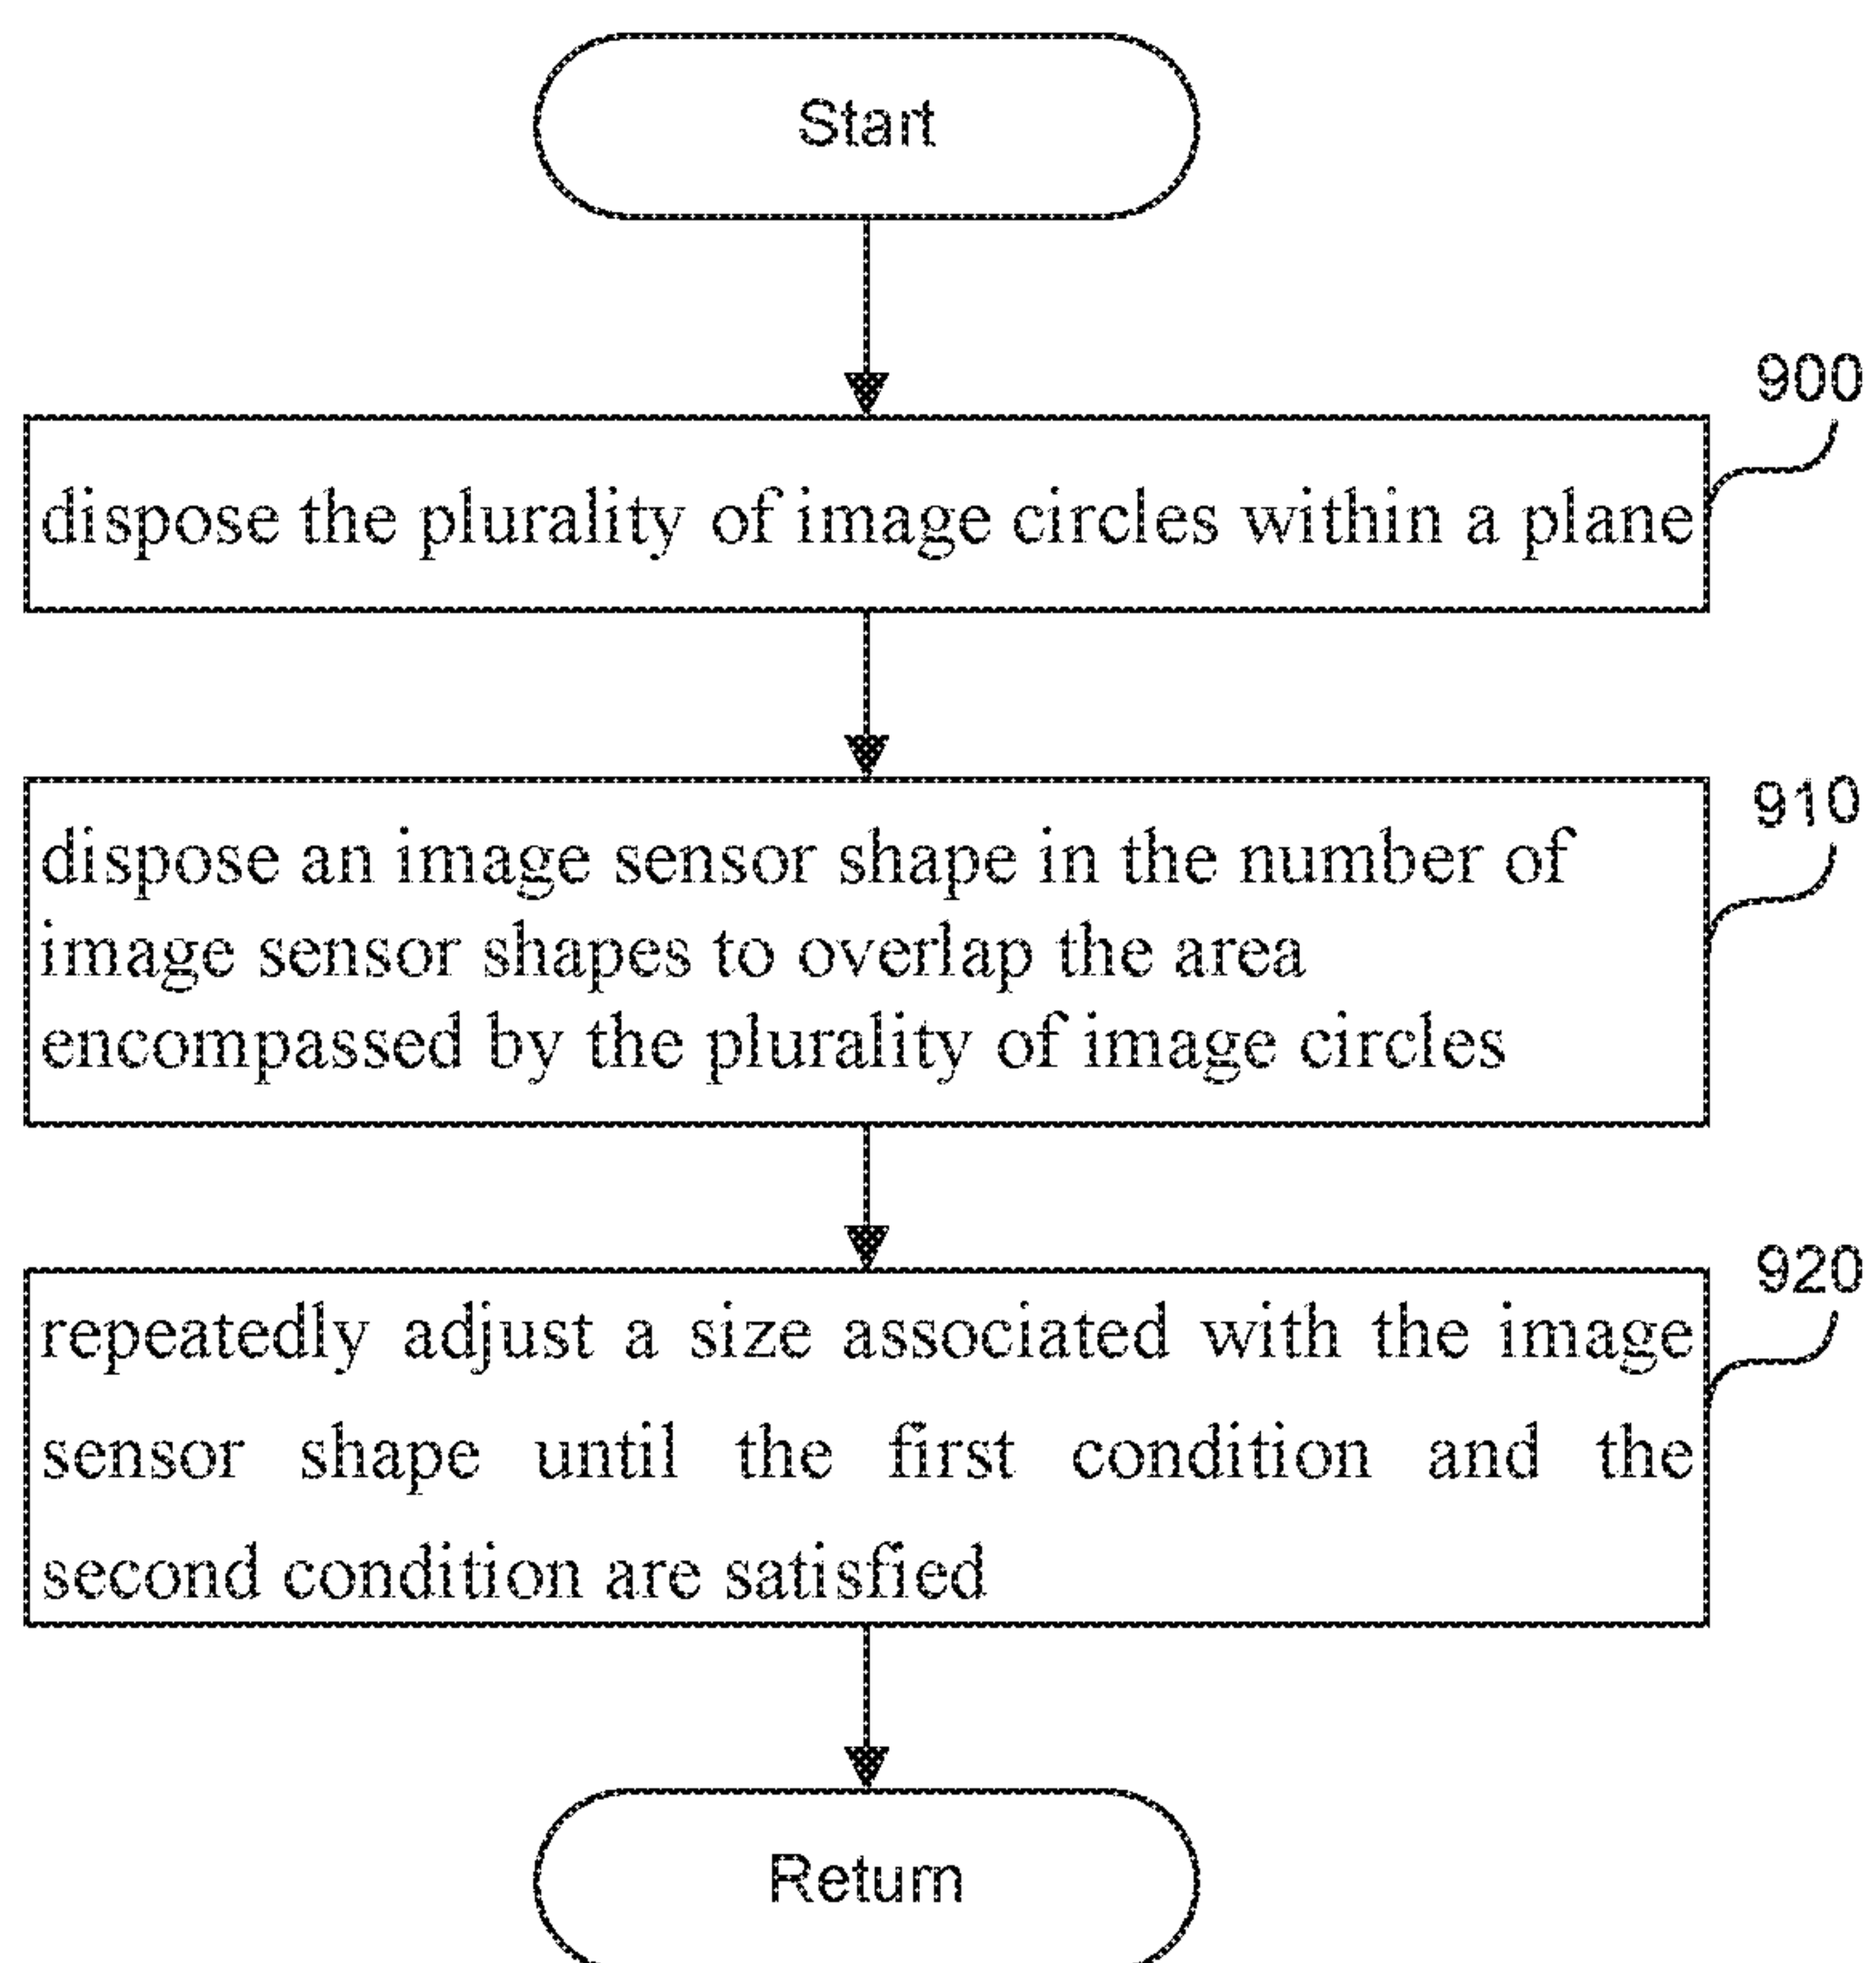 Start
900
dispose the plurality of image circles within a plane
910
dispose an image sensor shape in the number of
image sensor shapes to overlap the area
encompassed by the plurality of image circles
920
repeatedly adjust a size associated with the image
sensor shape until the first condition and the
second condition are satisfied
Return